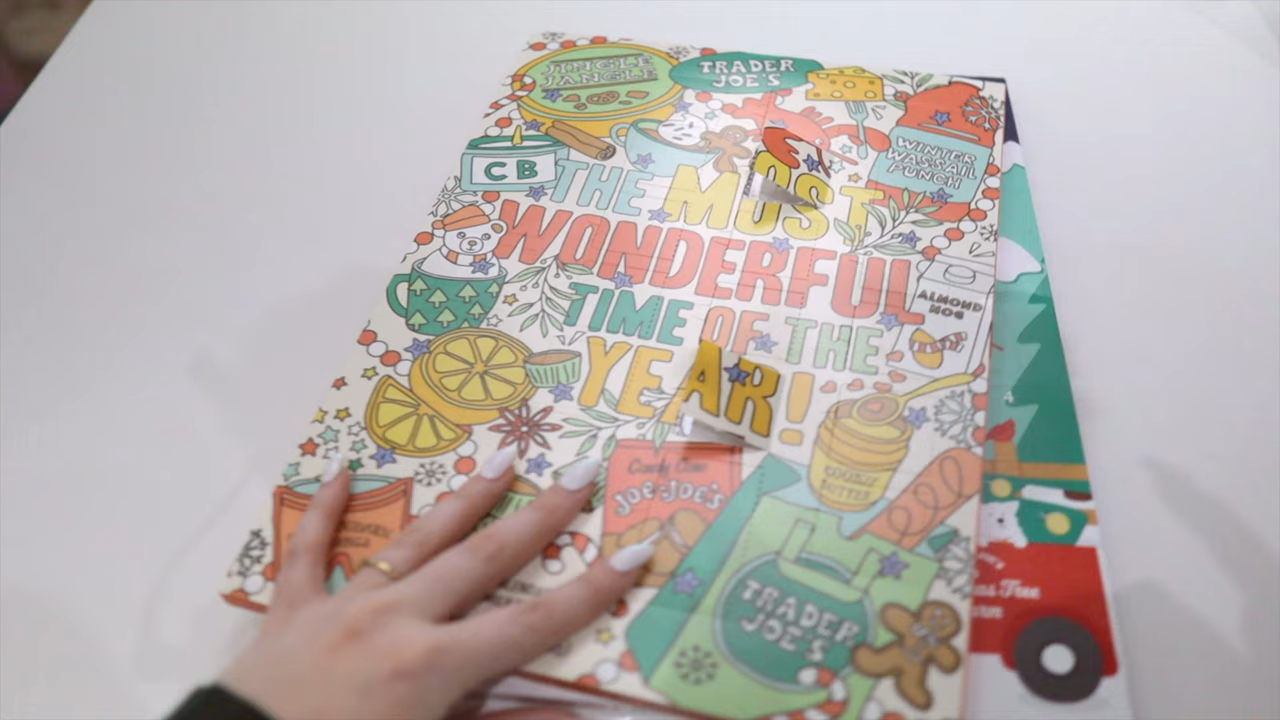 JINGLE
JANGLE
TRADER
JOE'S
WINTER
WASSAIL
PUNCH
CB
THE MOST
WONDERFUL
TIME OF THE
YEAR!
ALMOND
NOG
COOKIE
BUTTER
Candy Cane
JOE-JOE'S
TRADER
JOE'S
4